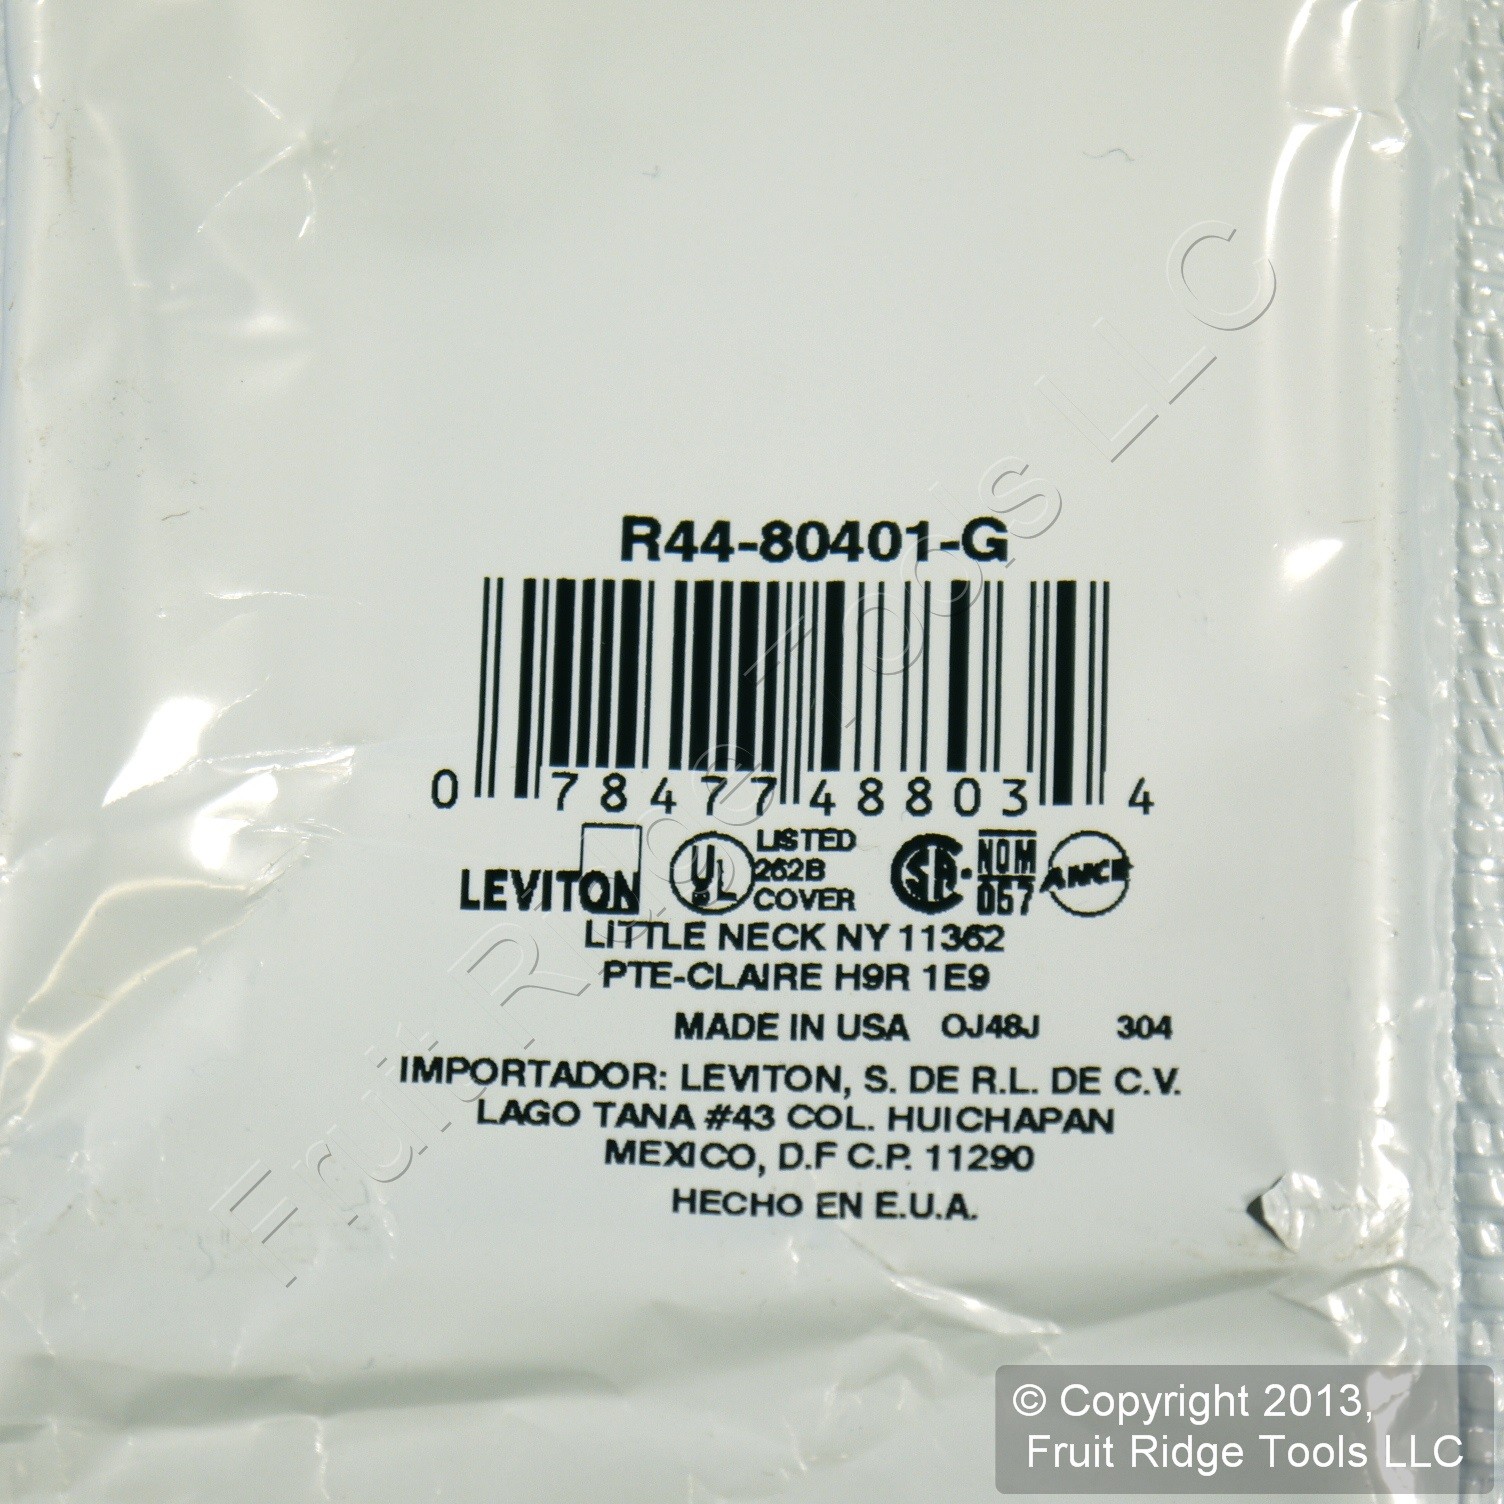 R44-80401-G
0 78477 48803 4
LEVITON UL LISTED 262B COVER CSA NOM 057 ANCE
LITTLE NECK NY 11362
PTE-CLAIRE H9R 1E9
MADE IN USA OJ48J 304
IMPORTADOR: LEVITON, S. DE R.L. DE C.V.
LAGO TANA #43 COL. HUICHAPAN
MEXICO, D.F C.P. 11290
HECHO EN E.U.A.
Fruit Ridge Tools LLC
© Copyright 2013,
Fruit Ridge Tools LLC